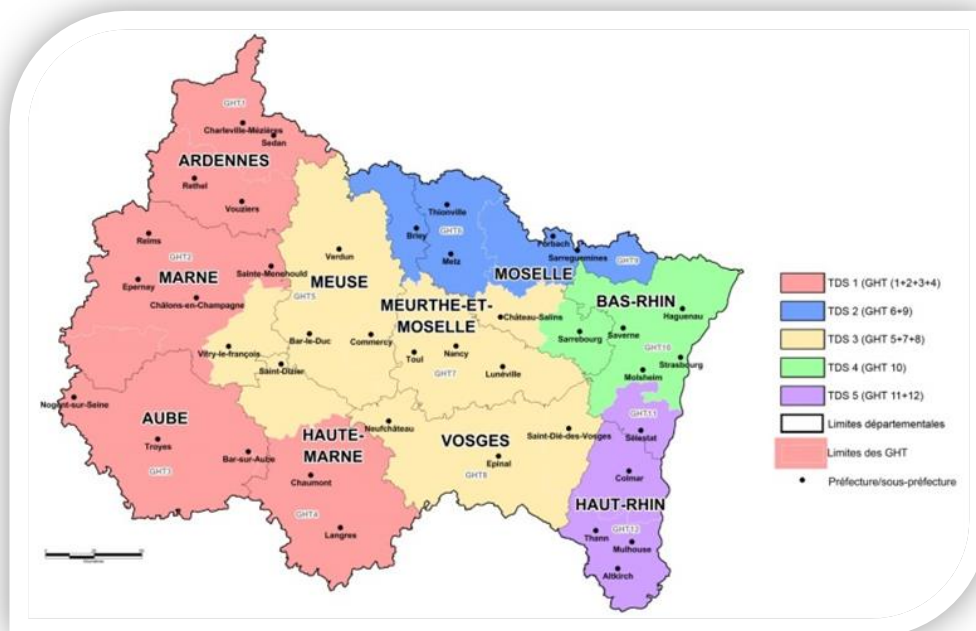 GHT1
Charleville-Mézières
Sedan
ARDENNES
Rethel
Vouziers
Thionville
Briey
GHT6
Metz
Forbach
Sarreguemines
GHT9
Reims
GHT2
MARNE
Sainte-Menehould
Epernay
Châlons-en-Champagne
Verdun
MEUSE
GHT5
MOSELLE
MEURTHE-ET-
MOSELLE
Château-Salins
BAS-RHIN
Haguenau
Sarrebourg
Saverne
GHT10
Strasbourg
Molsheim
Vitry-le-françois
Bar-le-Duc
Commercy
Saint-Dizier
Toul
Nancy
GHT7
Lunéville
Nogent-sur-Seine
AUBE
Troyes
GHT3
Bar-sur-Aube
HAUTE-
MARNE
Chaumont
GHT4
Langres
Neufchâteau
VOSGES
Saint-Dié-des-Vosges
Epinal
GHT8
GHT11
Sélestat
Colmar
HAUT-RHIN
Thann
GHT12
Mulhouse
Altkirch
TDS 1 (GHT (1+2+3+4)
TDS 2 (GHT 6+9)
TDS 3 (GHT 5+7+8)
TDS 4 (GHT 10)
TDS 5 (GHT 11+12)
Limites départementales
Limites des GHT
Préfecture/sous-préfecture